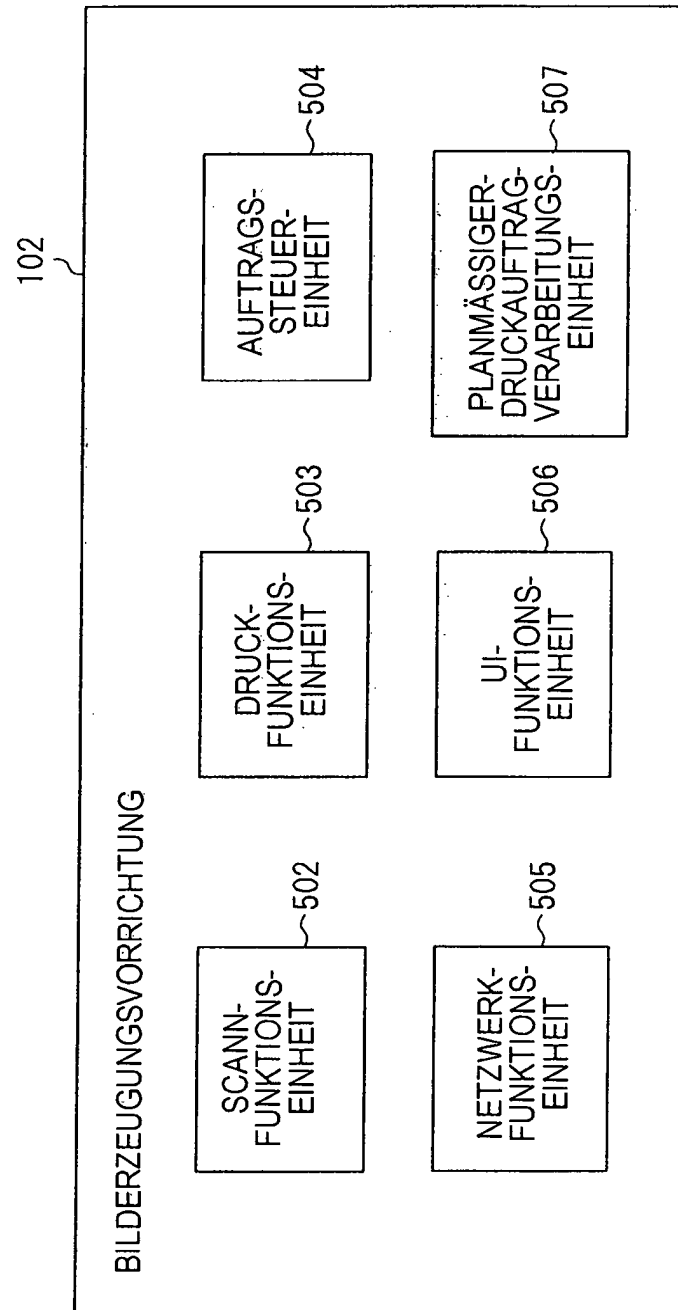 102
BILDERZEUGUNGSVORRICHTUNG
SCANN-
FUNKTIONS-
EINHEIT
502
DRUCK-
FUNKTIONS-
EINHEIT
503
AUFTRAGS-
STEUER-
EINHEIT
504
NETZWERK-
FUNKTIONS-
EINHEIT
505
UI-
FUNKTIONS-
EINHEIT
506
PLANMÄSSIGER-
DRUCKAUFTRAG-
VERARBEITUNGS-
EINHEIT
507